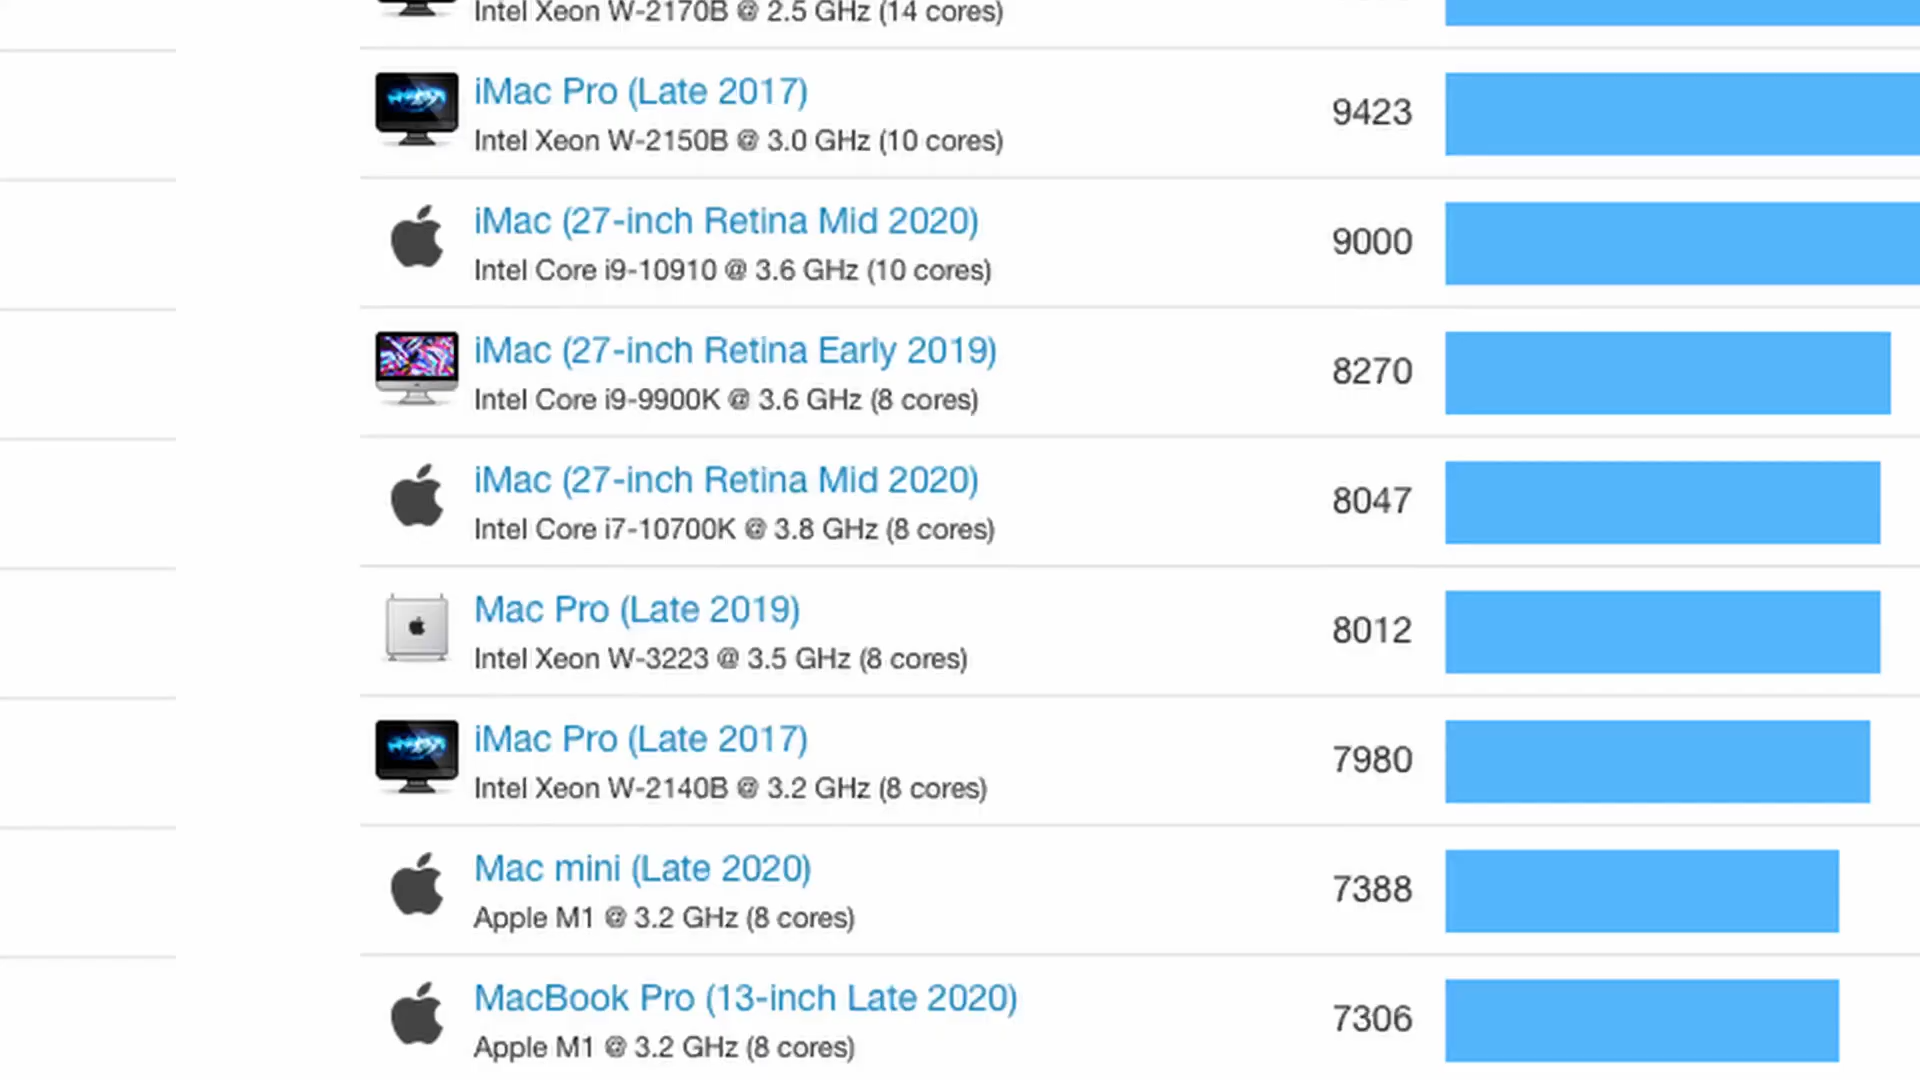 Intel Xeon W-2170B @ 2.5 GHz (14 cores)
iMac Pro (Late 2017)
Intel Xeon W-2150B @ 3.0 GHz (10 cores)
9423
iMac (27-inch Retina Mid 2020)
Intel Core i9-10910 @ 3.6 GHz (10 cores)
9000
iMac (27-inch Retina Early 2019)
Intel Core i9-9900K @ 3.6 GHz (8 cores)
8270
iMac (27-inch Retina Mid 2020)
Intel Core i7-10700K @ 3.8 GHz (8 cores)
8047
Mac Pro (Late 2019)
Intel Xeon W-3223 @ 3.5 GHz (8 cores)
8012
iMac Pro (Late 2017)
Intel Xeon W-2140B @ 3.2 GHz (8 cores)
7980
Mac mini (Late 2020)
Apple M1 @ 3.2 GHz (8 cores)
7388
MacBook Pro (13-inch Late 2020)
Apple M1 @ 3.2 GHz (8 cores)
7306